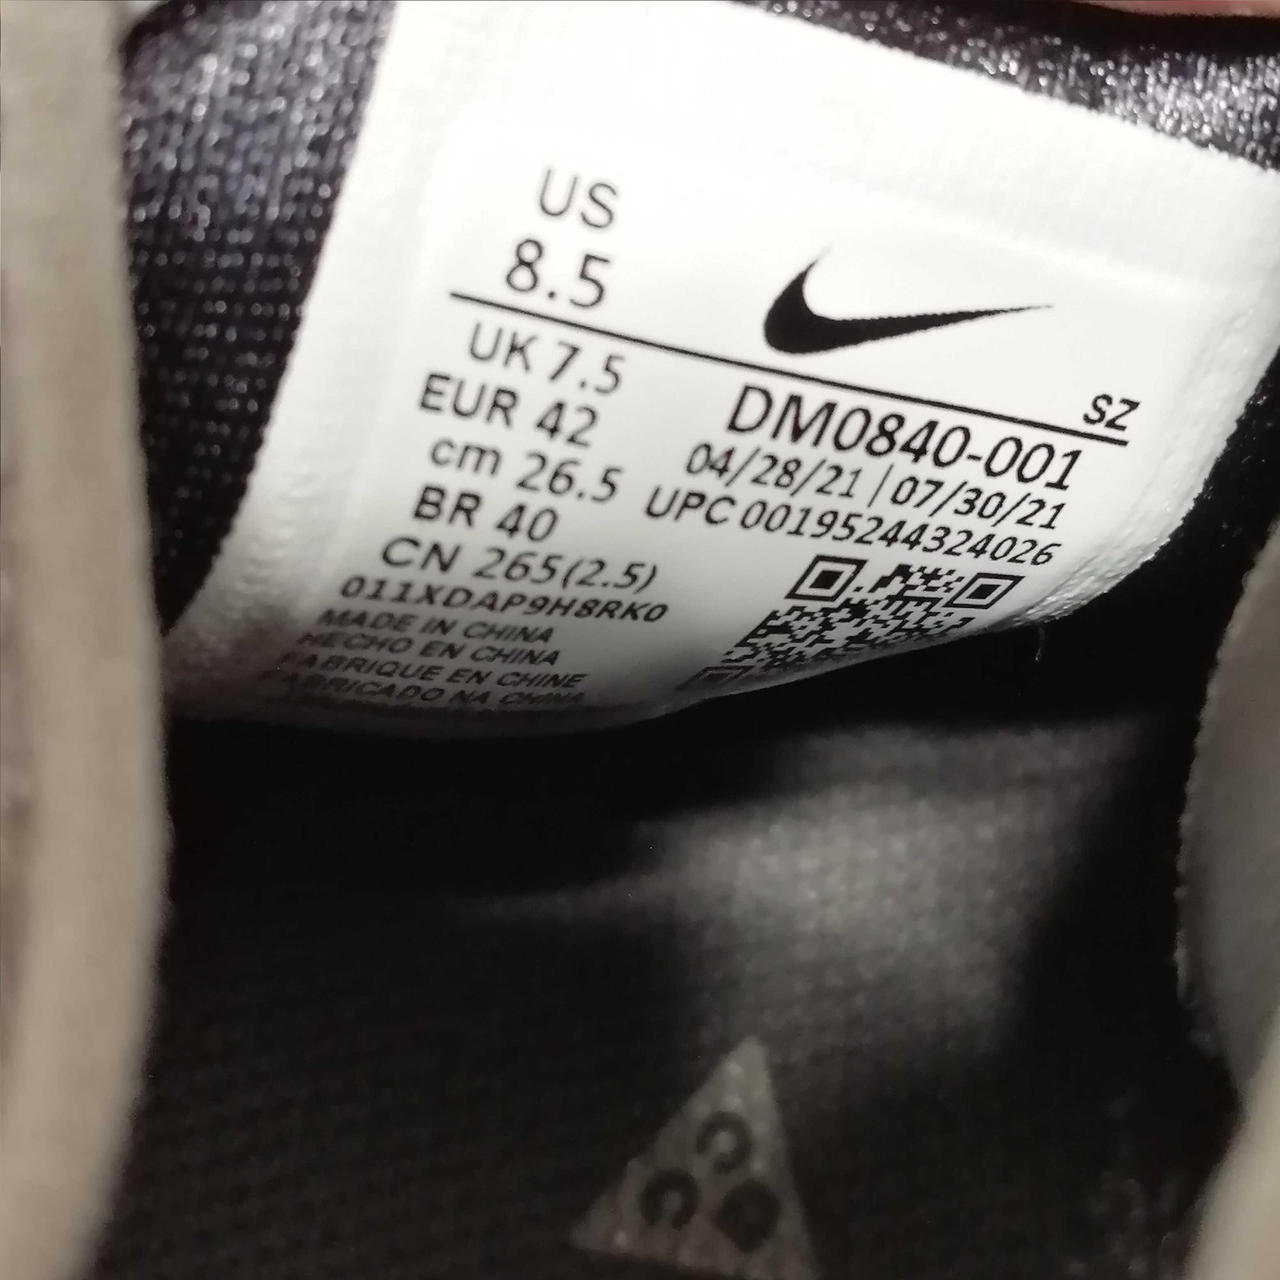 US
8.5
SZ
UK 7.5
EUR 42
cm 26.5
BR 40
CN 265(2.5)
011XDAP9H8RK0
MADE IN CHINA
HECHO EN CHINA
FABRIQUE EN CHINE
FABRICADO NA CHINA
DM0840-001
04/28/21 | 07/30/21
UPC 00195244324026